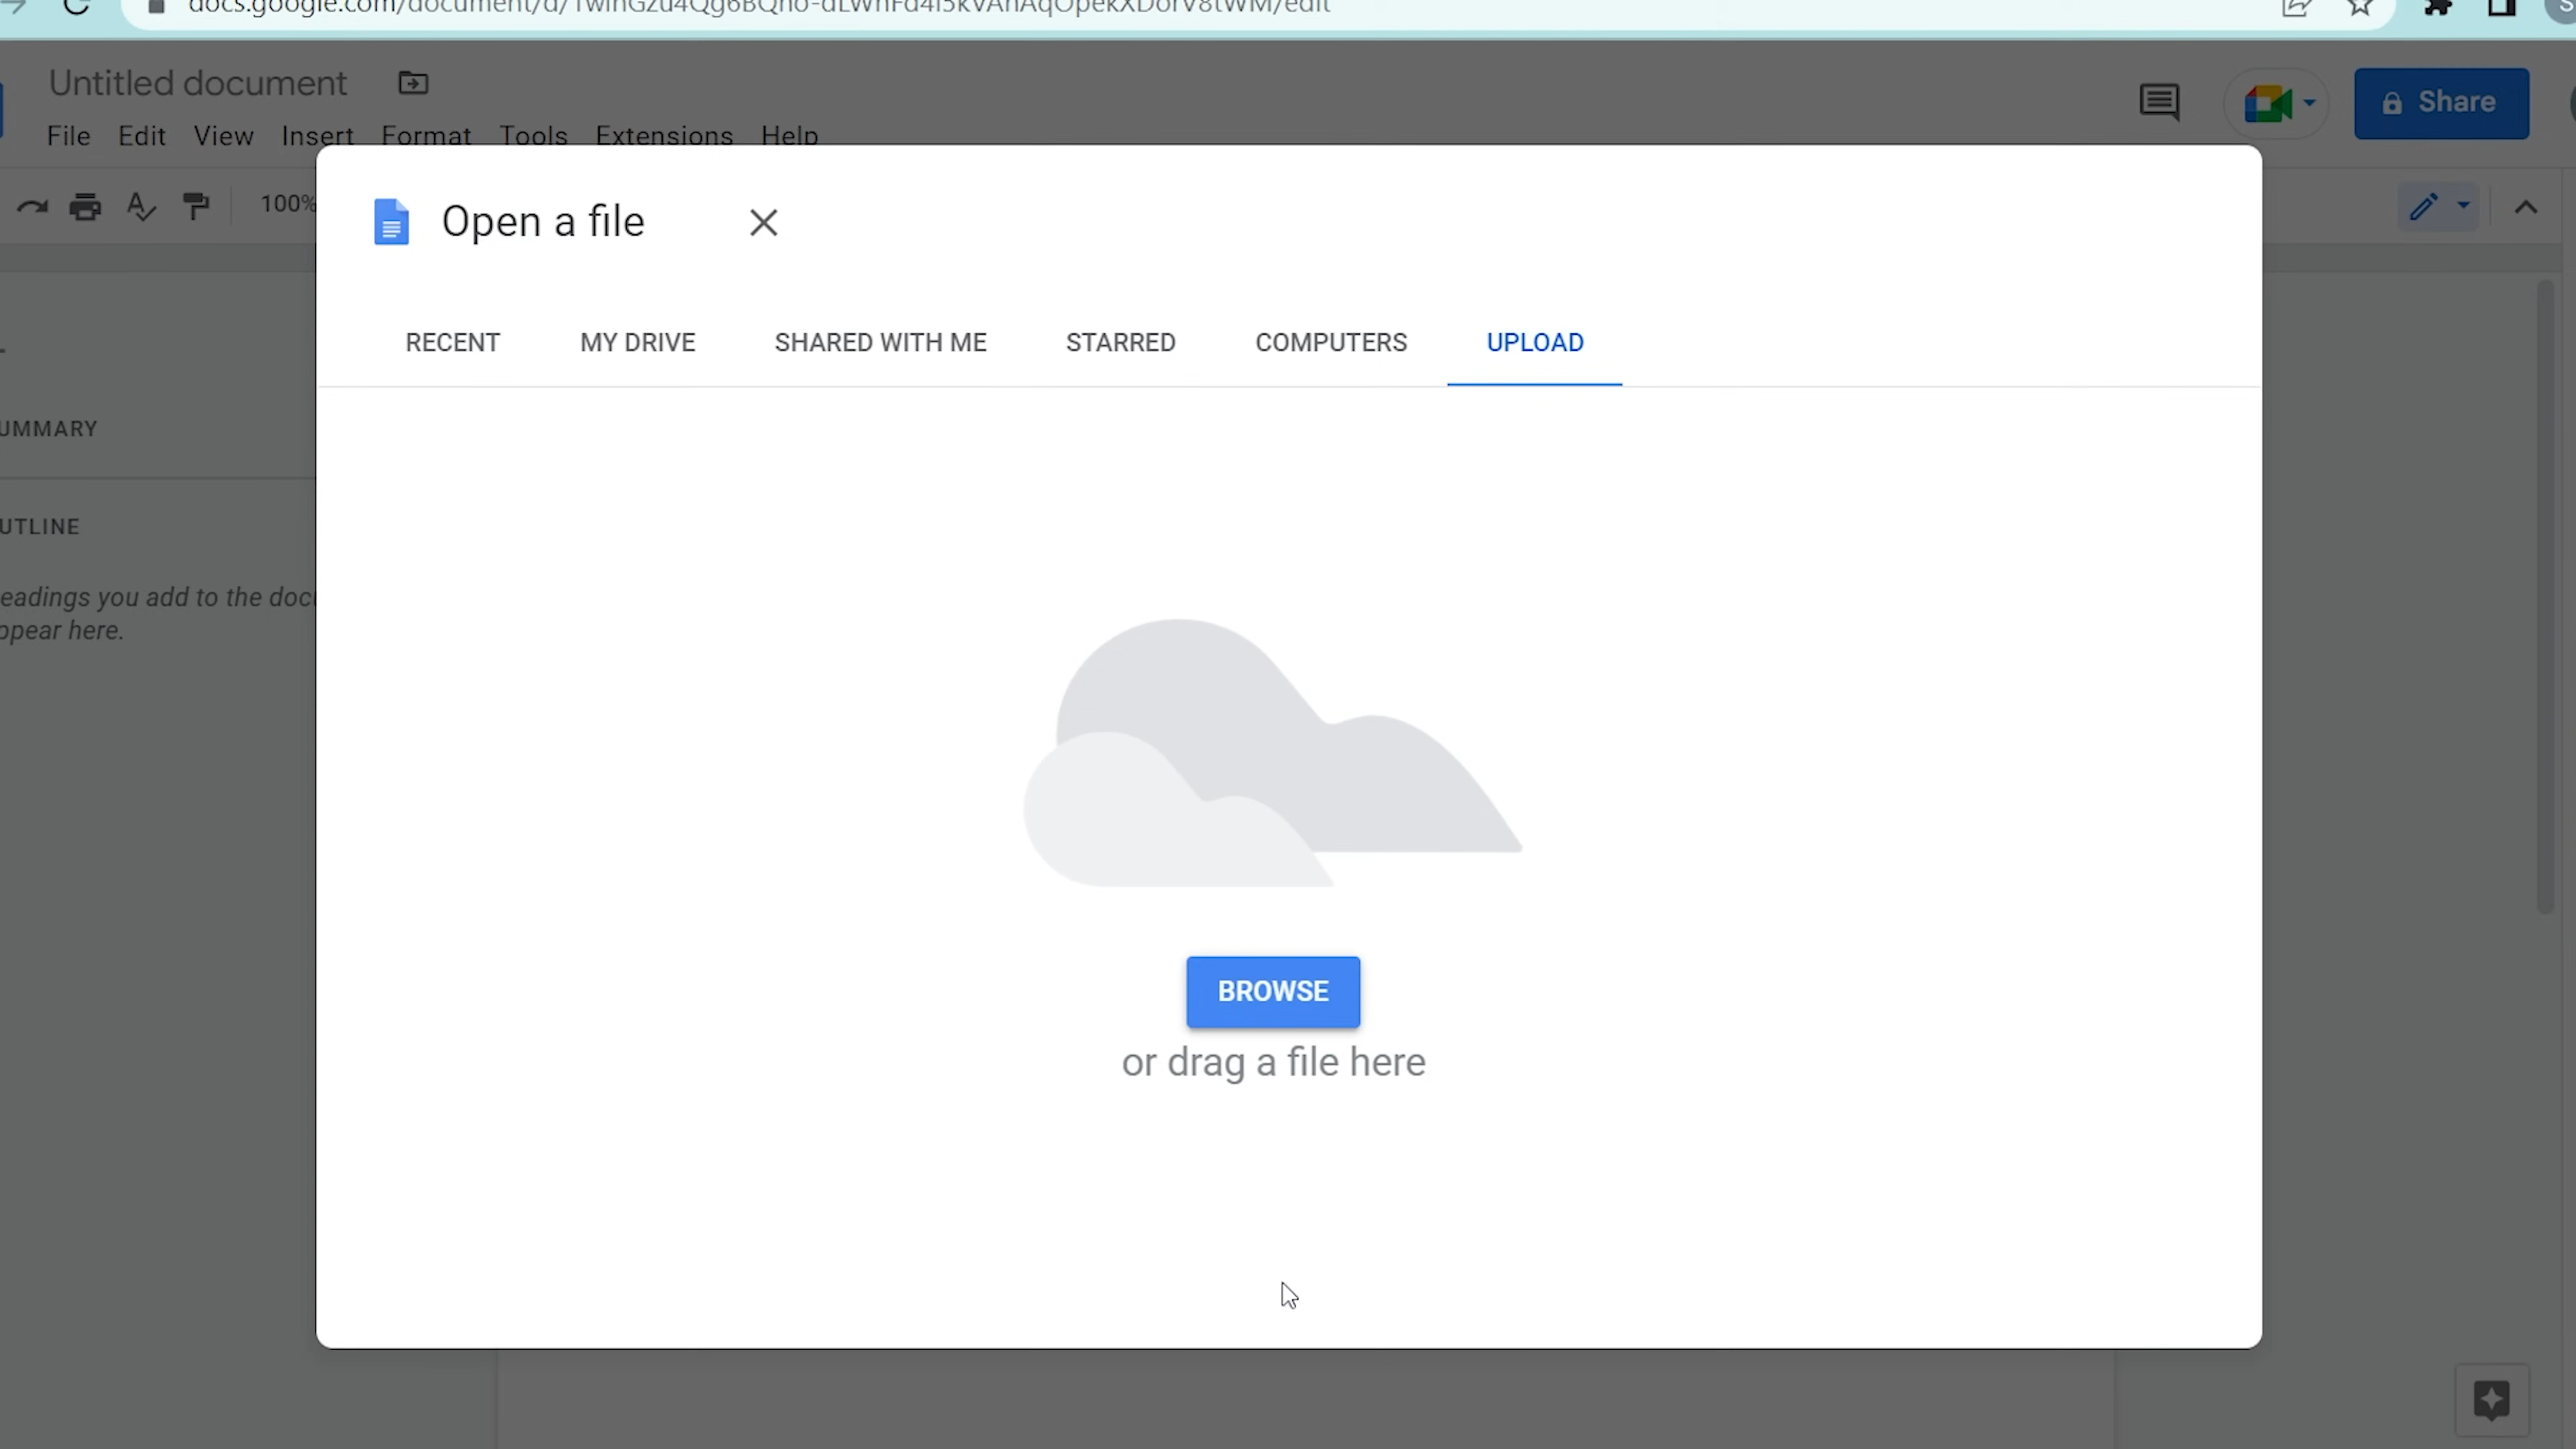 Untitled document
Share
File Edit View Insert Format Tools Extensions Help
100%
Open a file
RECENT MY DRIVE SHARED WITH ME STARRED COMPUTERS UPLOAD
UMMARY
UTLINE
eadings you add to the docu
ppear here.
BROWSE
or drag a file here